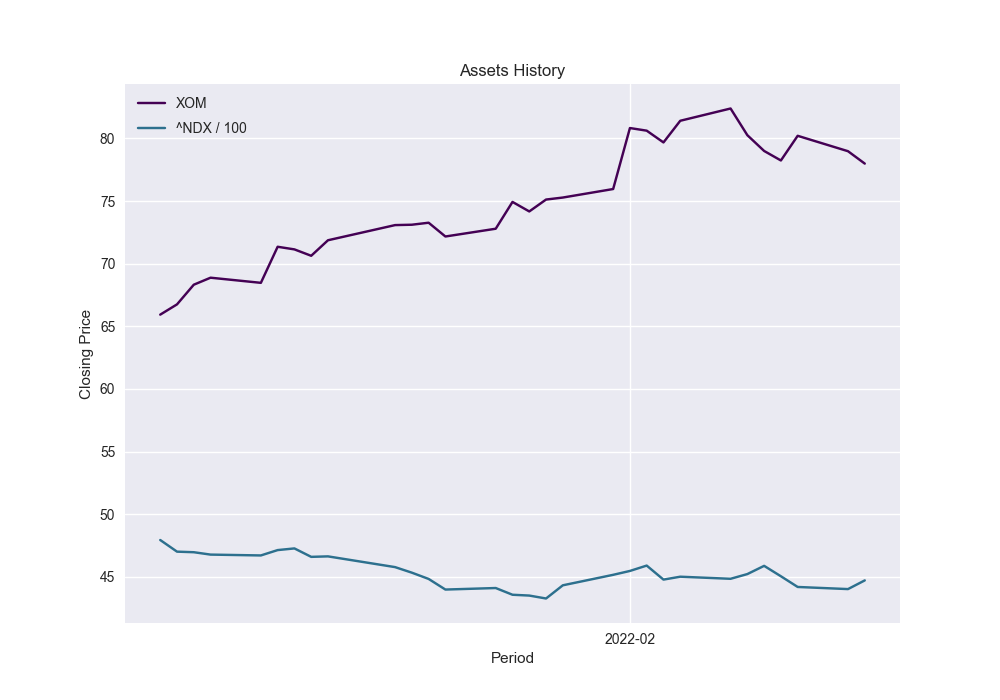 Assets History
XOM
^NDX / 100
80
75
70
65
60
55
50
45
Closing Price
2022-02
Period